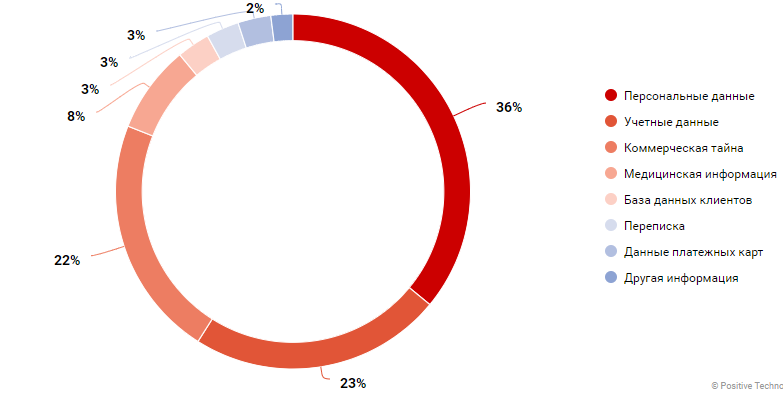 2%
3%
3%
3%
8%
36%
22%
23%
Персональные данные
Учетные данные
Коммерческая тайна
Медицинская информация
База данных клиентов
Переписка
Данные платежных карт
Другая информация
© Positive